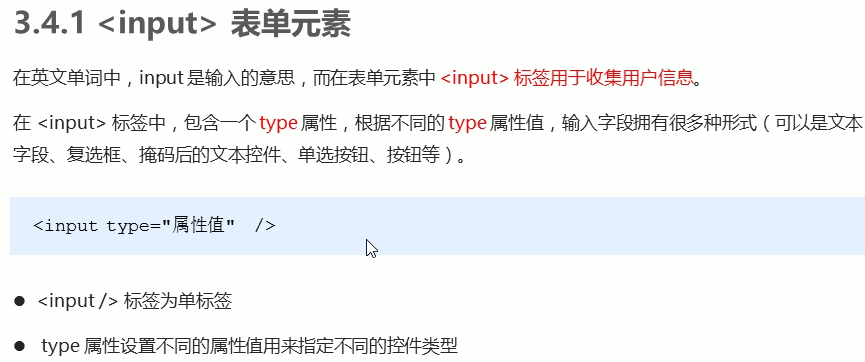 3.4.1 <input> 表单元素
在英文单词中，input 是输入的意思，而在表单元素中 <input> 标签用于收集用户信息。
在 <input> 标签中，包含一个 type 属性，根据不同的 type 属性值，输入字段拥有很多种形式（可以是文本
字段、复选框、掩码后的文本控件、单选按钮、按钮等）。
<input type="属性值" />
● <input /> 标签为单标签
● type 属性设置不同的属性值用来指定不同的控件类型